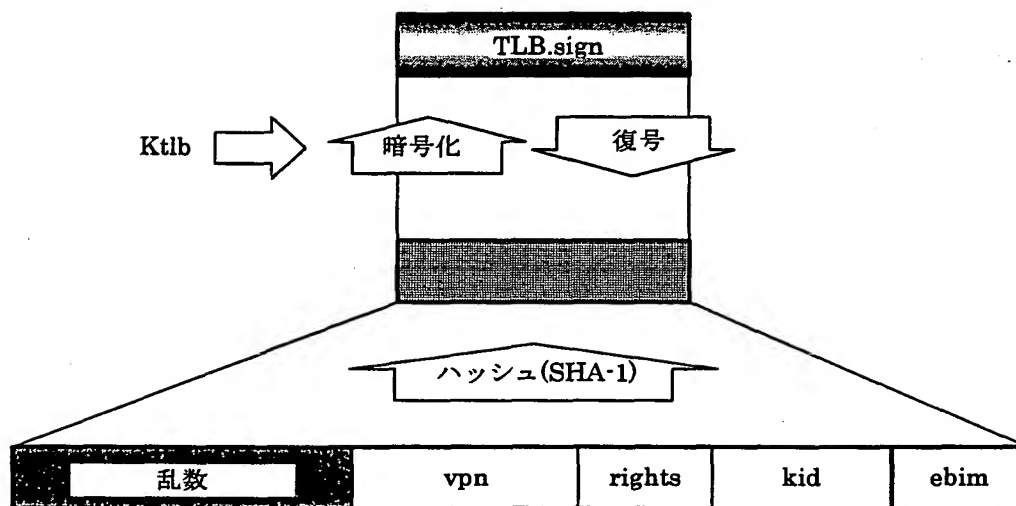 TLB.sign
Ktlb
暗号化
復号
ハッシュ(SHA-1)
乱数 vpn rights kid ebim